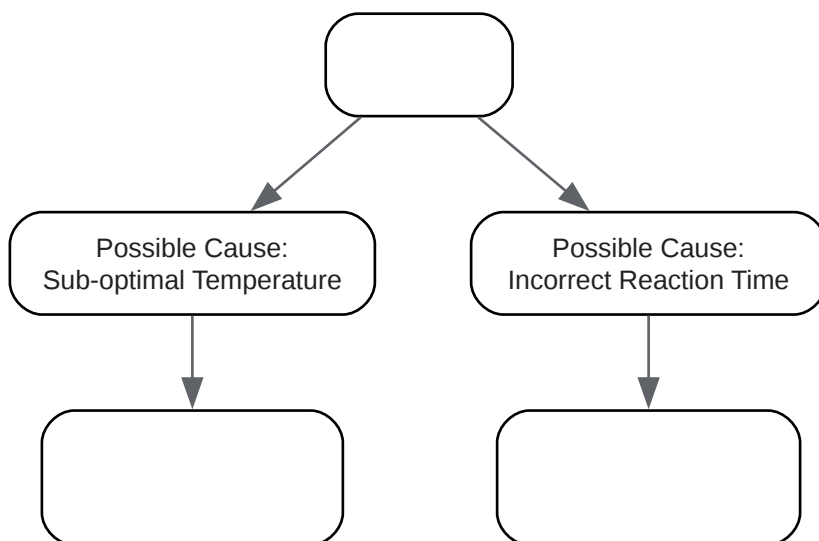 Possible Cause:
Sub-optimal Temperature
Possible Cause:
Incorrect Reaction Time